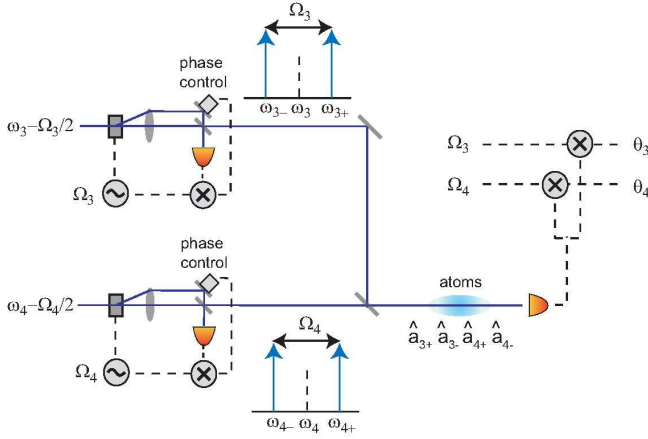 Ω₃
phase
control
ω₃₋ ω₃ ω₃₊
ω₃−Ω₃/2
Ω₃
Ω₃ θ₃
Ω₄ θ₄
phase
control
ω₄−Ω₄/2
atoms
â₃₊ â₃₋ â₄₊ â₄₋
Ω₄
Ω₄
ω₄₋ ω₄ ω₄₊